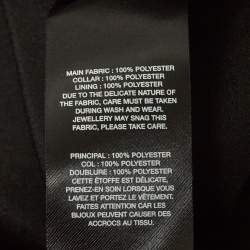 MAIN FABRIC : 100% POLYESTER
COLLAR : 100% POLYESTER
LINING : 100% POLYESTER
DUE TO THE DELICATE NATURE OF
THE FABRIC, CARE MUST BE TAKEN
DURING WASH AND WEAR.
JEWELLERY MAY SNAG THIS
FABRIC, PLEASE TAKE CARE.
PRINCIPAL : 100% POLYESTER
COL : 100% POLYESTER
DOUBLURE : 100% POLYESTER
CETTE ÉTOFFE EST DÉLICATE,
PRENEZ-EN SOIN LORSQUE VOUS
LAVEZ ET PORTEZ LE VÊTEMENT.
FAITES ATTENTION CAR LES
BIJOUX PEUVENT CAUSER DES
ACCROCS AU TISSU.